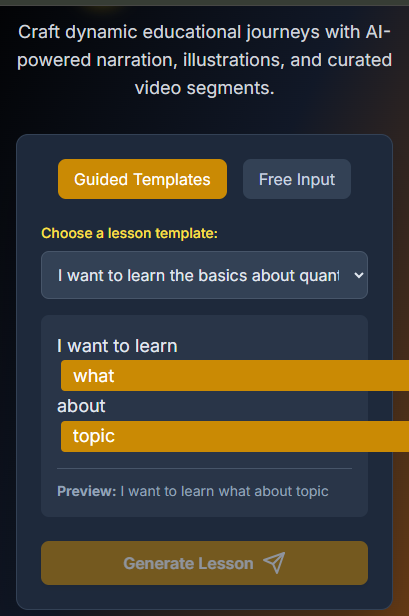 Craft dynamic educational journeys with AI-
powered narration, illustrations, and curated
video segments.
Guided Templates
Free Input
Choose a lesson template:
I want to learn the basics about quant
I want to learn
what
about
topic
Preview: I want to learn what about topic
Generate Lesson